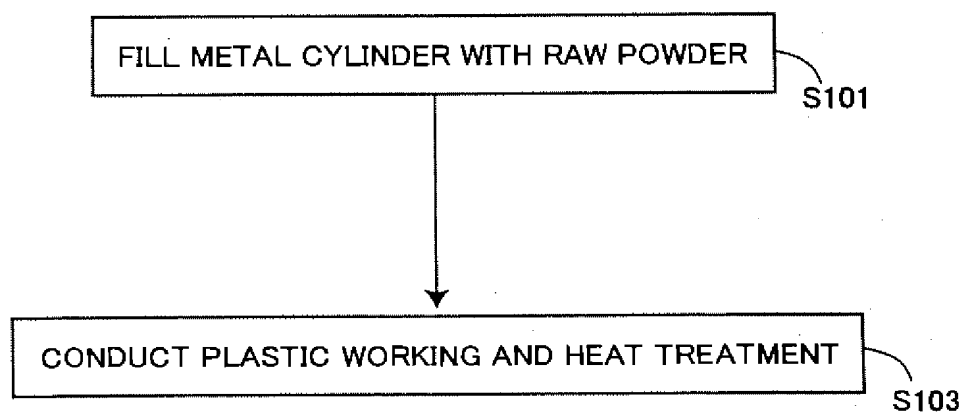 FILL METAL CYLINDER WITH RAW POWDER
S101
CONDUCT PLASTIC WORKING AND HEAT TREATMENT
S103